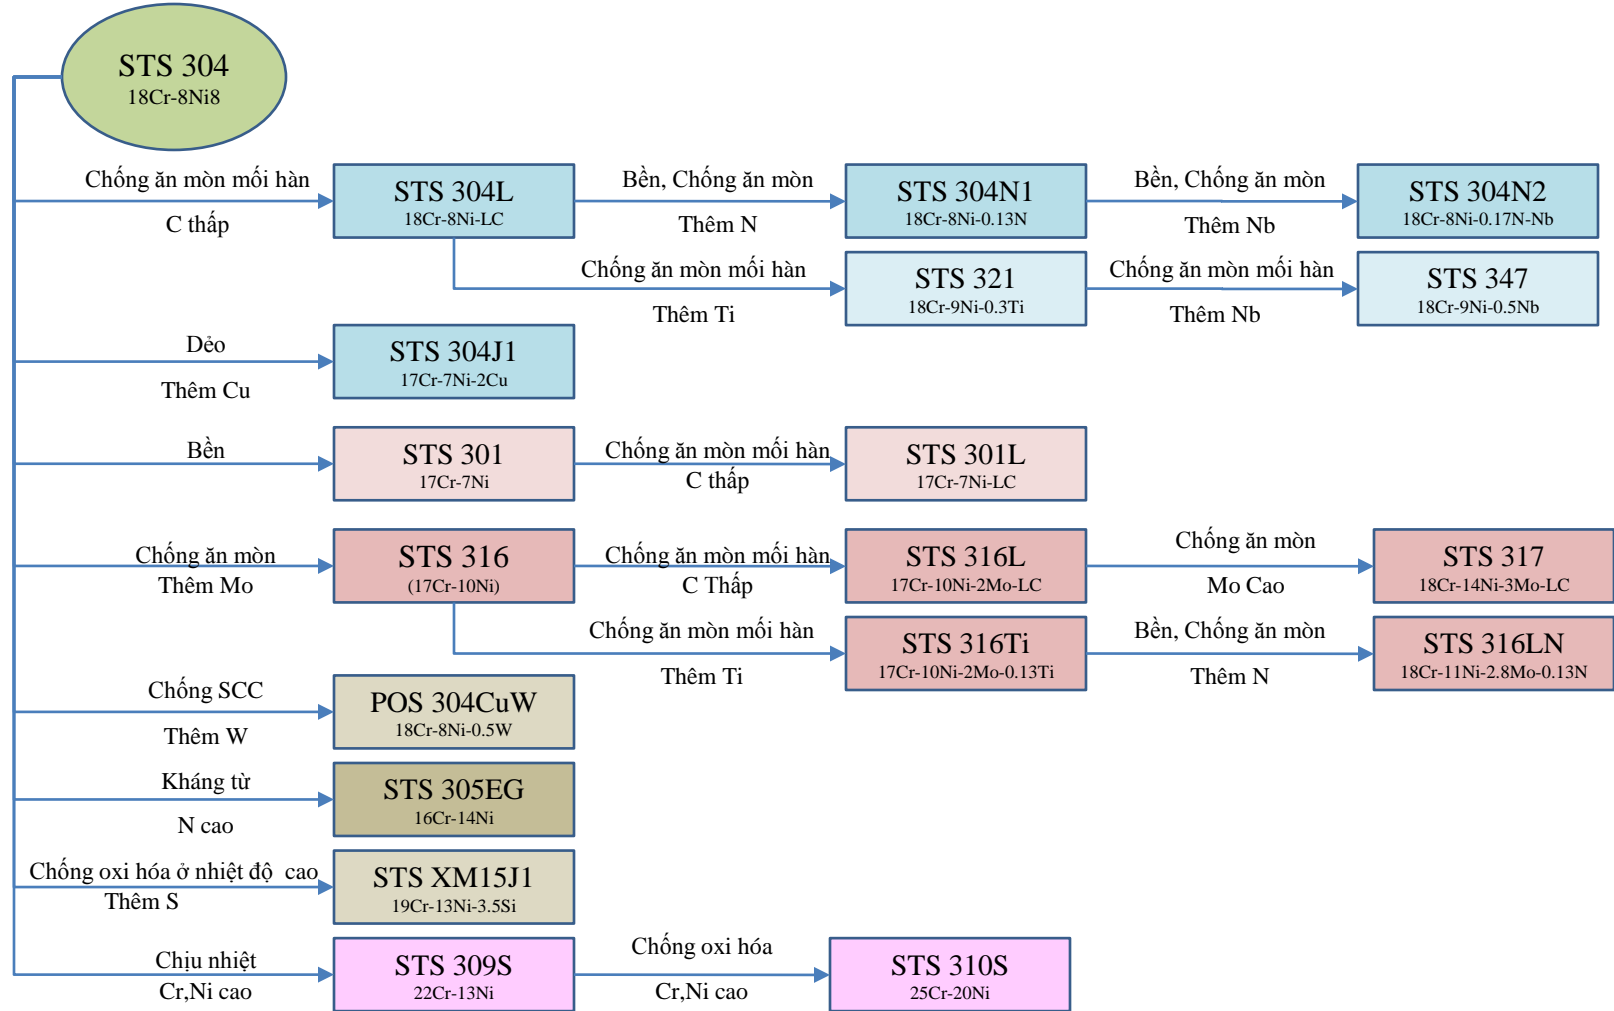 STS 304
18Cr-8Ni8
Chống ăn mòn mối hàn
C thấp
STS 304L
18Cr-8Ni-LC
Bền, Chống ăn mòn
Thêm N
STS 304N1
18Cr-8Ni-0.13N
Bền, Chống ăn mòn
Thêm Nb
STS 304N2
18Cr-8Ni-0.17N-Nb
Chống ăn mòn mối hàn
Thêm Ti
STS 321
18Cr-9Ni-0.3Ti
Chống ăn mòn mối hàn
Thêm Nb
STS 347
18Cr-9Ni-0.5Nb
Dẻo
Thêm Cu
STS 304J1
17Cr-7Ni-2Cu
Bền
STS 301
17Cr-7Ni
Chống ăn mòn mối hàn
C thấp
STS 301L
17Cr-7Ni-LC
Chống ăn mòn
Thêm Mo
STS 316
(17Cr-10Ni)
Chống ăn mòn mối hàn
C Thấp
STS 316L
17Cr-10Ni-2Mo-LC
Chống ăn mòn
Mo Cao
STS 317
18Cr-14Ni-3Mo-LC
Chống ăn mòn mối hàn
Thêm Ti
STS 316Ti
17Cr-10Ni-2Mo-0.13Ti
Bền, Chống ăn mòn
Thêm N
STS 316LN
18Cr-11Ni-2.8Mo-0.13N
Chống SCC
Thêm W
POS 304CuW
18Cr-8Ni-0.5W
Kháng từ
N cao
STS 305EG
16Cr-14Ni
Chống oxi hóa ở nhiệt độ cao
Thêm S
STS XM15J1
19Cr-13Ni-3.5Si
Chịu nhiệt
Cr,Ni cao
STS 309S
22Cr-13Ni
Chống oxi hóa
Cr,Ni cao
STS 310S
25Cr-20Ni